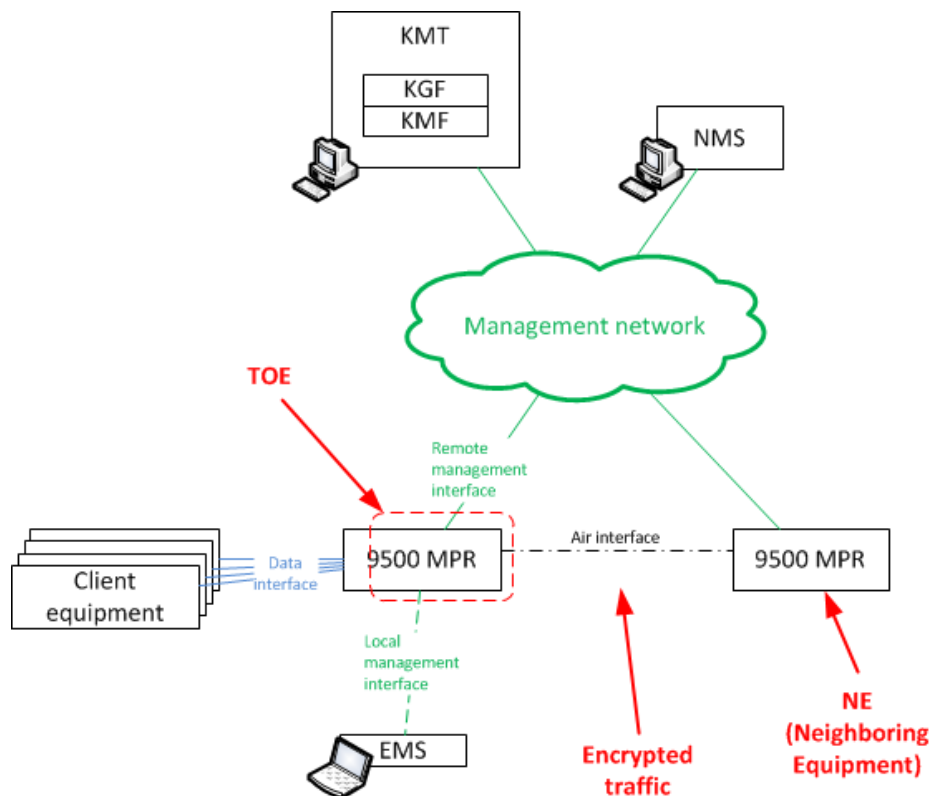 KMT
KGF
KMF
NMS
Management network
TOE
Remote
management
interface
9500 MPR
Air interface
9500 MPR
Data
interface
Client
equipment
Local
management
interface
EMS
Encrypted
traffic
NE
(Neighboring
Equipment)